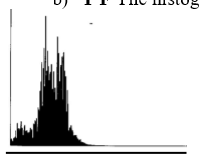 b) T F The histog